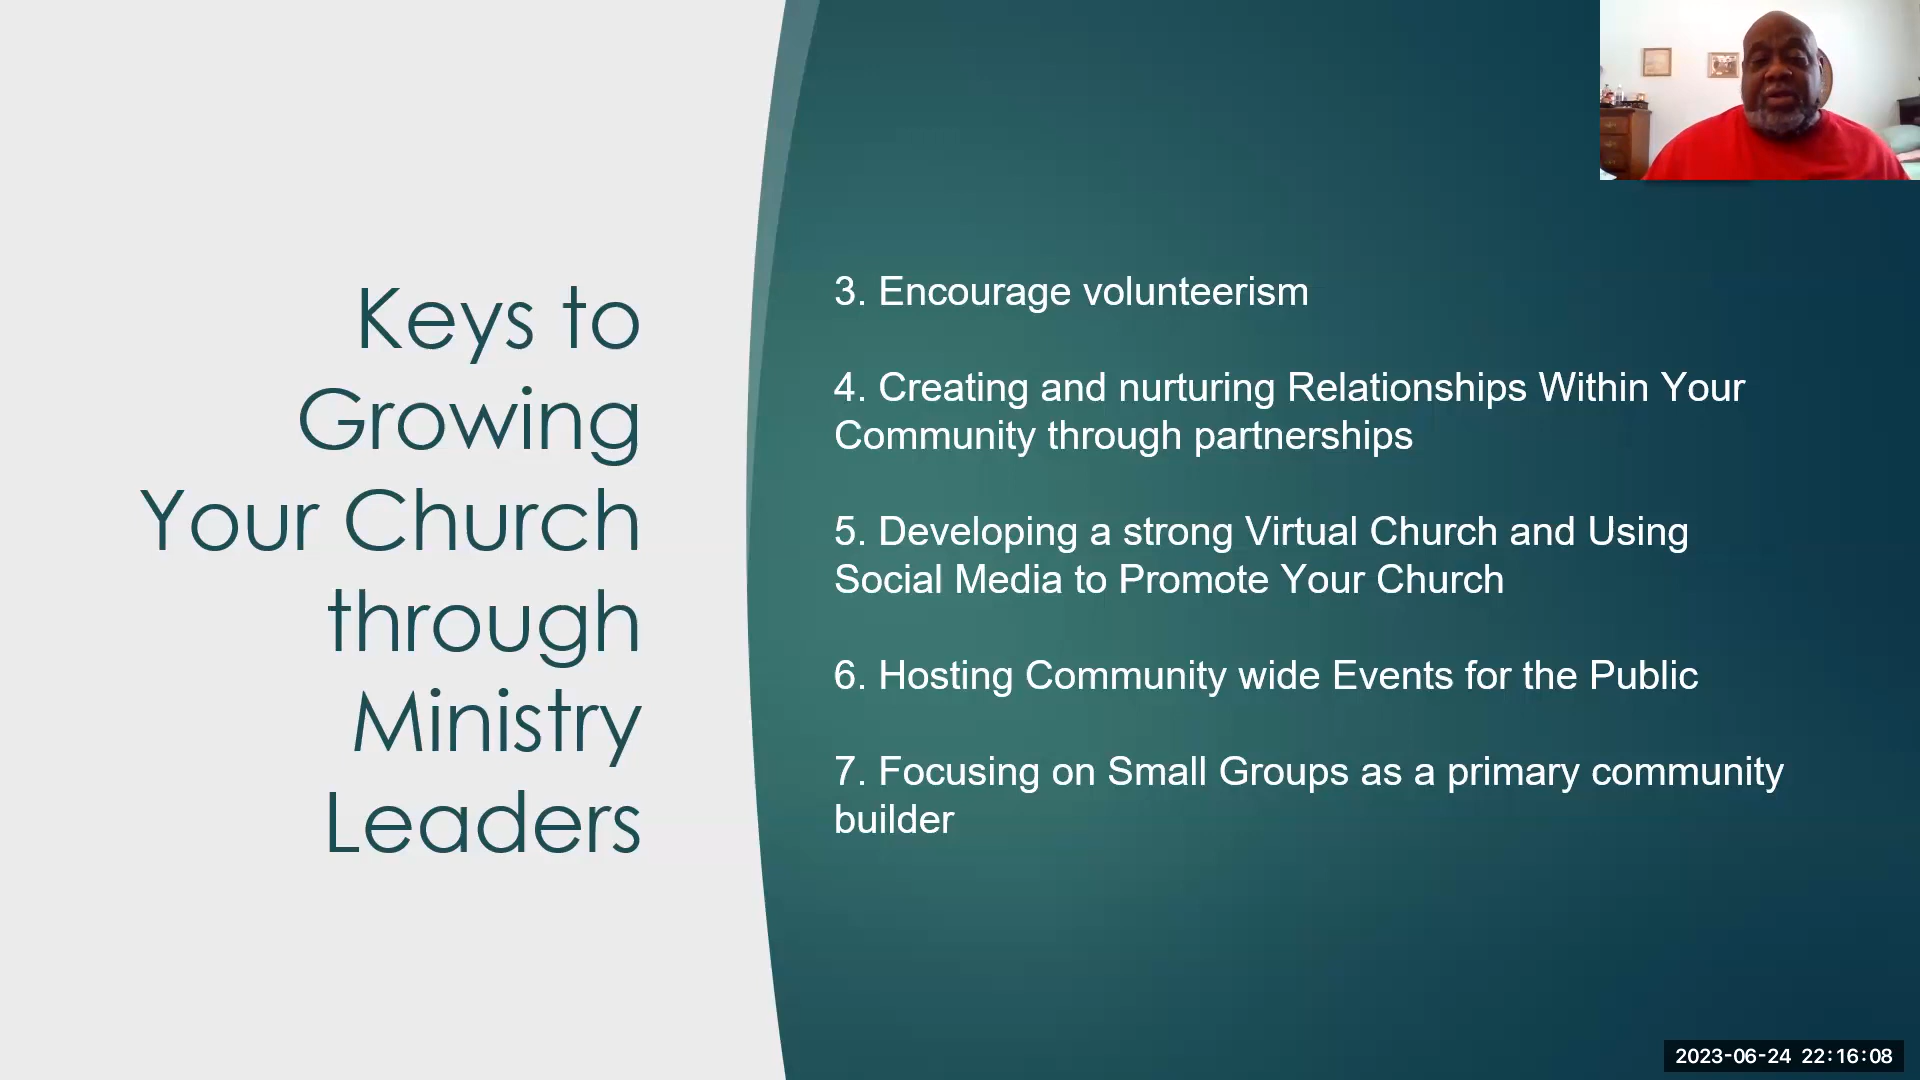 Keys to
Growing
Your Church
through
Ministry
Leaders
3. Encourage volunteerism
4. Creating and nurturing Relationships Within Your
Community through partnerships
5. Developing a strong Virtual Church and Using
Social Media to Promote Your Church
6. Hosting Community wide Events for the Public
7. Focusing on Small Groups as a primary community
builder
2023-06-24 22:16:08